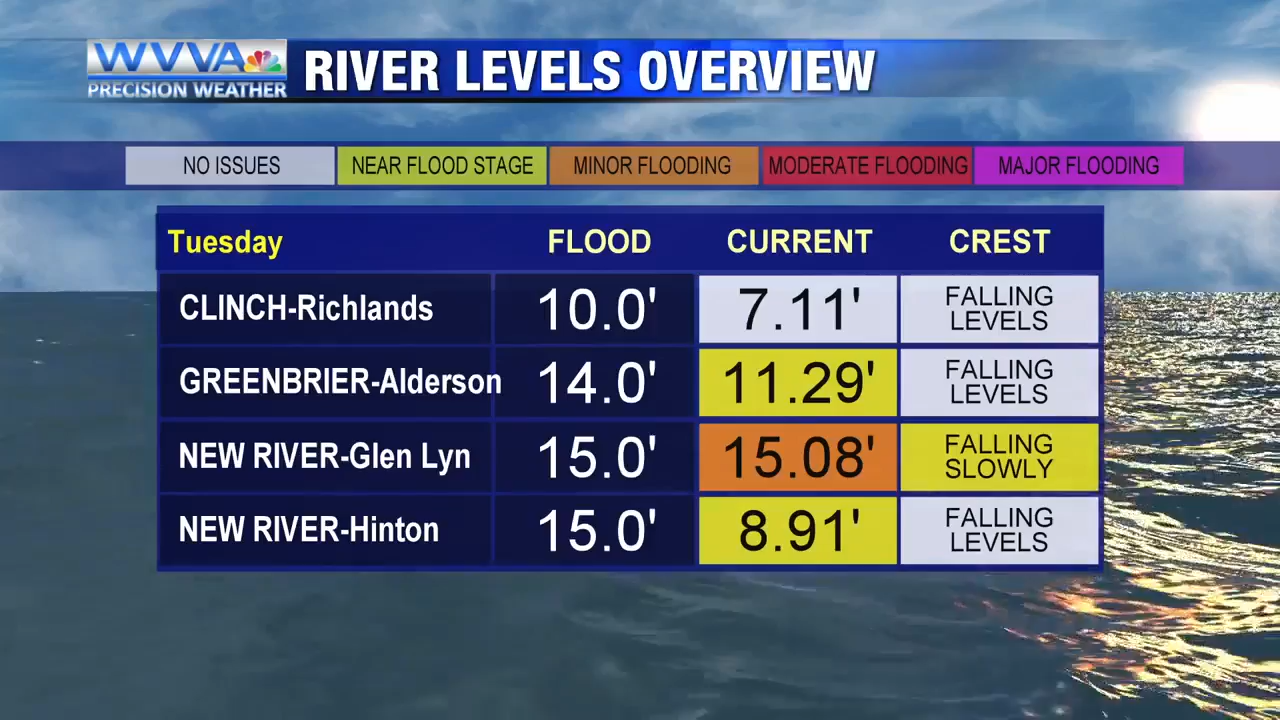 WVVA
PRECISION WEATHER
RIVER LEVELS OVERVIEW
NO ISSUES NEAR FLOOD STAGE MINOR FLOODING MODERATE FLOODING MAJOR FLOODING
Tuesday FLOOD CURRENT CREST
CLINCH-Richlands 10.0' 7.11' FALLING LEVELS
GREENBRIER-Alderson 14.0' 11.29' FALLING LEVELS
NEW RIVER-Glen Lyn 15.0' 15.08' FALLING SLOWLY
NEW RIVER-Hinton 15.0' 8.91' FALLING LEVELS